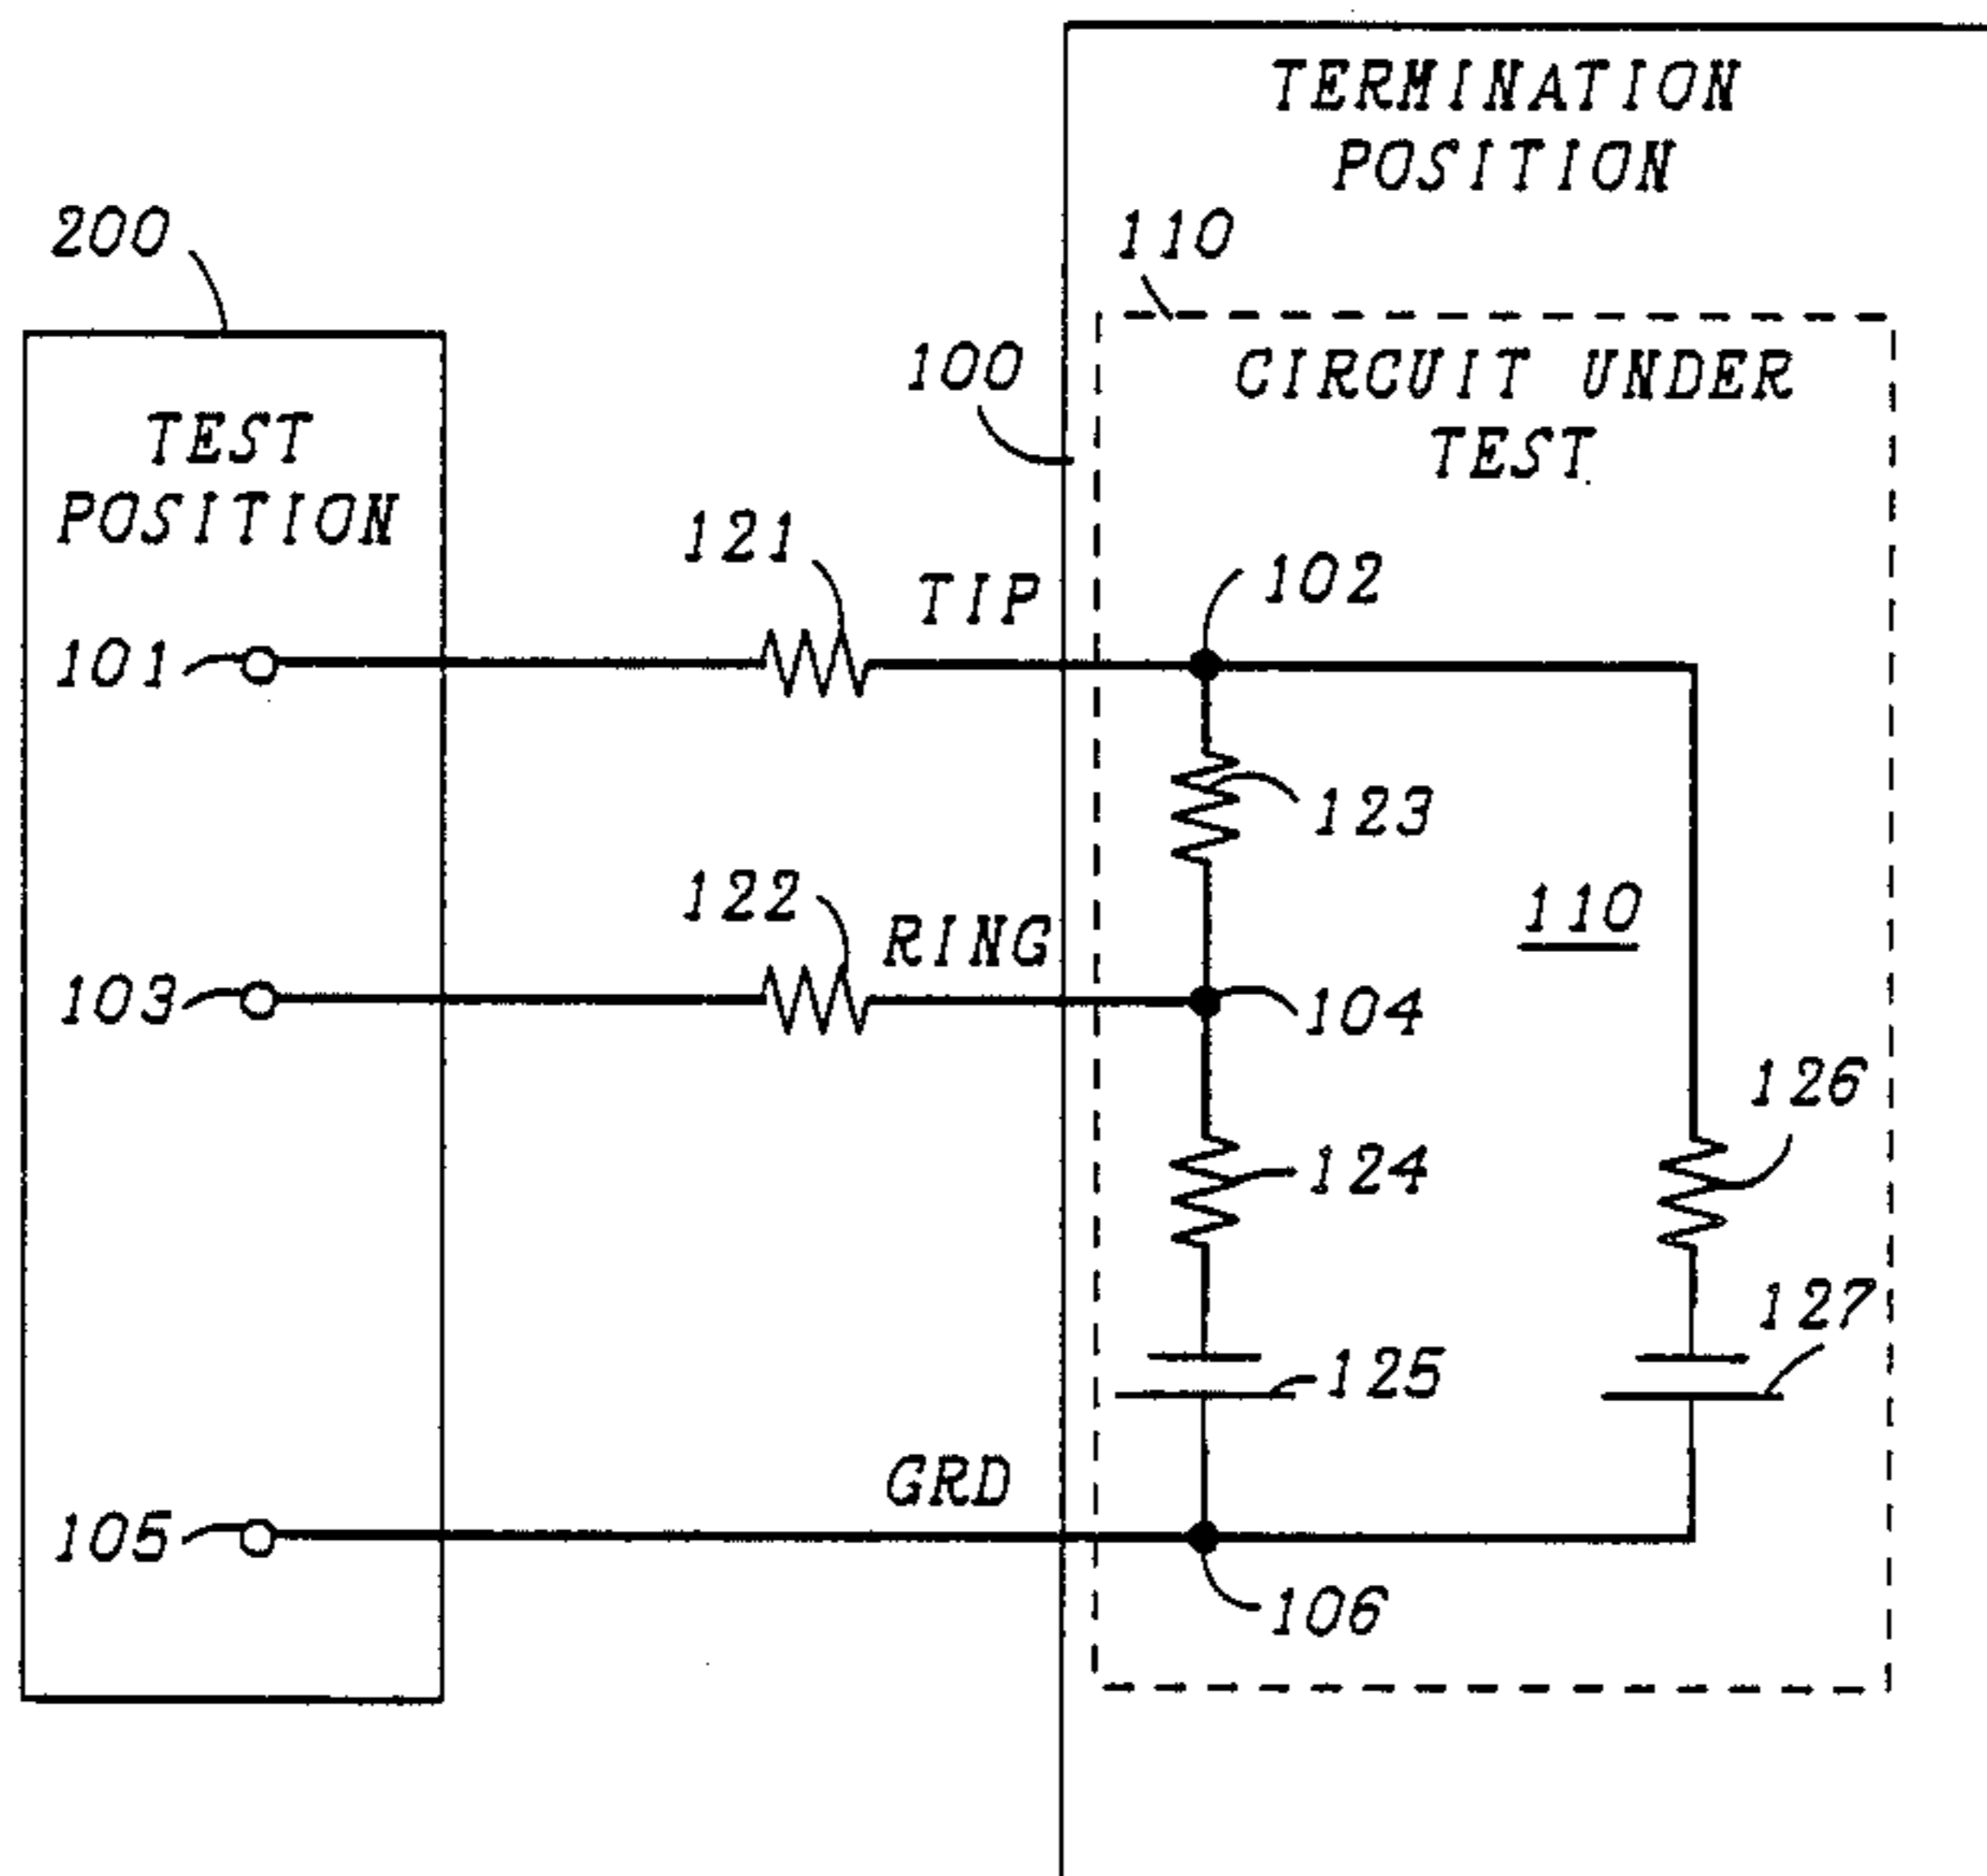 TERMINATION
POSITION
200
110
100
CIRCUIT UNDER
TEST
TEST
POSITION
121
TIP
102
101
123
122
RING
110
103
104
126
124
127
125
GRD
105
106